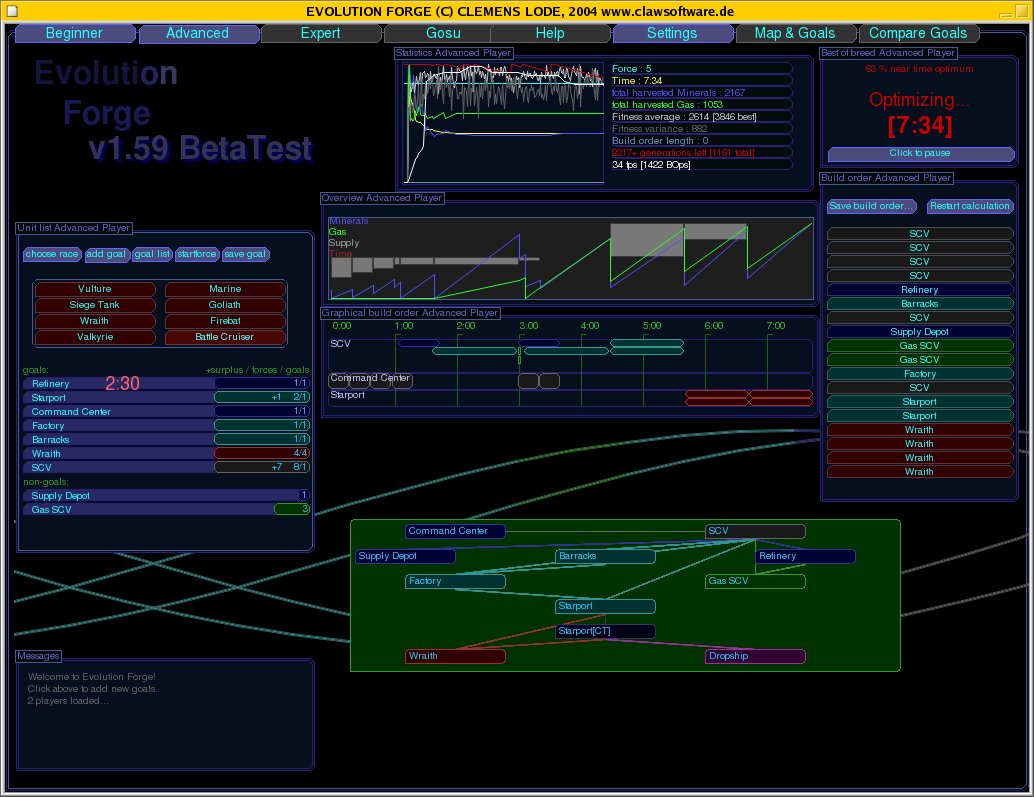 EVOLUTION FORGE (C) CLEMENS LODE, 2004 www.clawsoftware.de
Beginner Advanced Expert Gosu Help Settings Map & Goals Compare Goals
Evolution
Forge
v1.59 BetaTest
Statistics Advanced Player
Force : 5
Time : 7:34
total harvested Minerals : 2167
total harvested Gas : 1053
Fitness average : 2614 [3846 best]
Fitness variance : 882
Build order length : 0
2217+ generations left [1161 total]
34 fps [1422 BOps]
Best of breed Advanced Player
63 % near time optimum
Optimizing...
[7:34]
Click to pause
Overview Advanced Player
Minerals
Gas
Supply
Time
Build order Advanced Player
Save build order... Restart calculation
SCV
SCV
SCV
SCV
Refinery
Barracks
SCV
Supply Depot
Gas SCV
Gas SCV
Factory
SCV
Starport
Starport
Wraith
Wraith
Wraith
Wraith
Unit list Advanced Player
choose race add goal goal list startforce save goal
Vulture Marine
Siege Tank Goliath
Wraith Firebat
Valkyrie Battle Cruiser
goals: +surplus / forces / goals
Refinery 2:30 1/1
Starport +1 2/1
Command Center 1/1
Factory 1/1
Barracks 1/1
Wraith 4/4
SCV +7 8/1
non-goals:
Supply Depot 1
Gas SCV 3
Graphical build order Advanced Player
0:00 1:00 2:00 3:00 4:00 5:00 6:00 7:00
SCV
Command Center
Starport
Command Center SCV
Supply Depot Barracks Refinery
Factory Gas SCV
Starport
Starport[CT]
Wraith Dropship
Messages
Welcome to Evolution Forge!
Click above to add new goals.
2 players loaded...